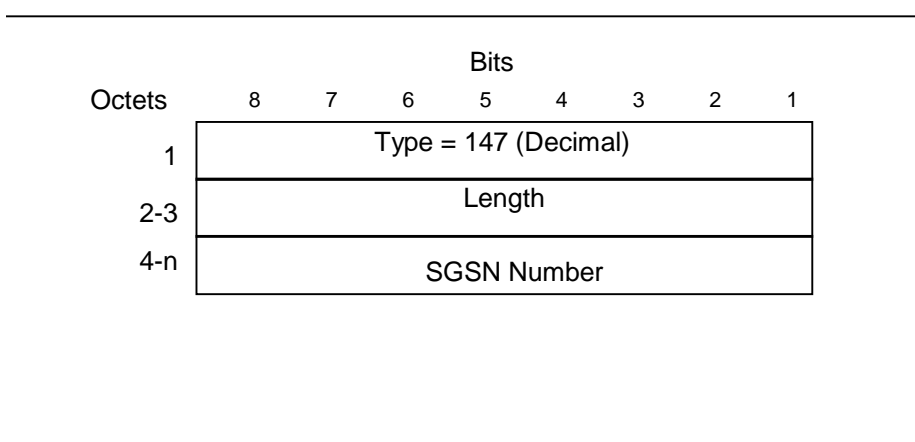 Bits
Octets 8 7 6 5 4 3 2 1
1 Type = 147 (Decimal)
2-3 Length
4-n SGSN Number